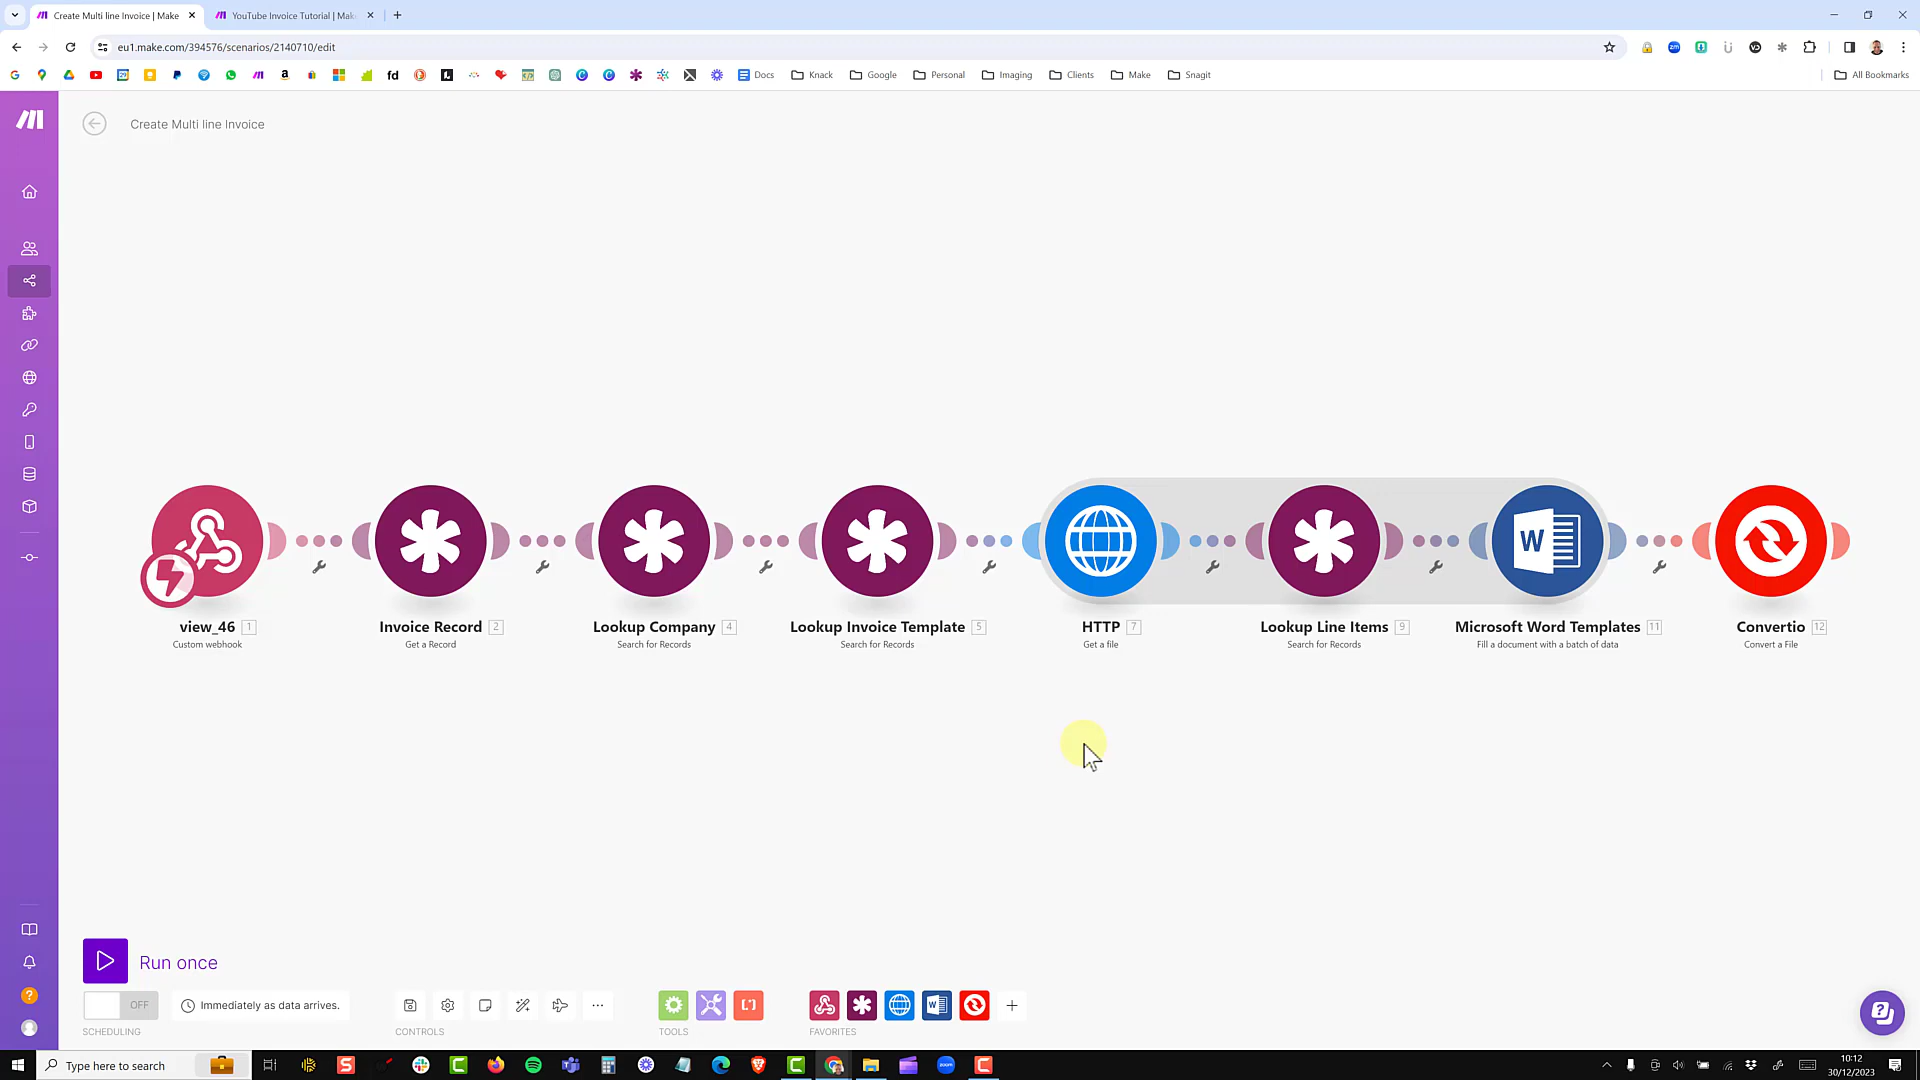 Create Multi line Invoice | Make
YouTube Invoice Tutorial | Mak
eu1.make.com/394576/scenarios/2140710/edit
fd
Docs
Knack
Google
Personal
Imaging
Clients
Make
Snagit
All Bookmarks
Create Multi line Invoice
view_46 1
Custom webhook
Invoice Record 2
Get a Record
Lookup Company 4
Search for Records
Lookup Invoice Template 5
Search for Records
HTTP 7
Get a file
Lookup Line Items 9
Search for Records
Microsoft Word Templates 11
Fill a document with a batch of data
Convertio 12
Convert a File
Run once
OFF
Immediately as data arrives.
SCHEDULING
CONTROLS
TOOLS
FAVORITES
Type here to search
10:12
30/12/2023